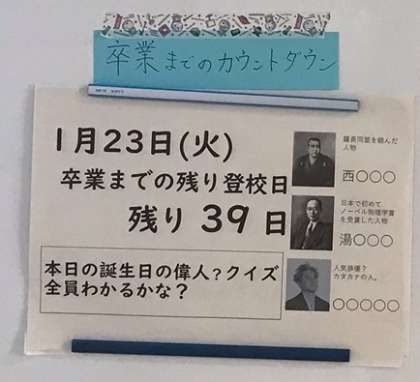 卒業までのカウントダウン
1月23日(火)
卒業までの残り登校日
残り 39 日
本日の誕生日の偉人?クイズ
全員わかるかな?
薩長同盟を組んだ
人物
西〇〇〇
日本で初めて
ノーベル物理学賞
を受賞した人物
湯〇〇〇
人気俳優?
カタカナの人。
〇〇〇〇〇